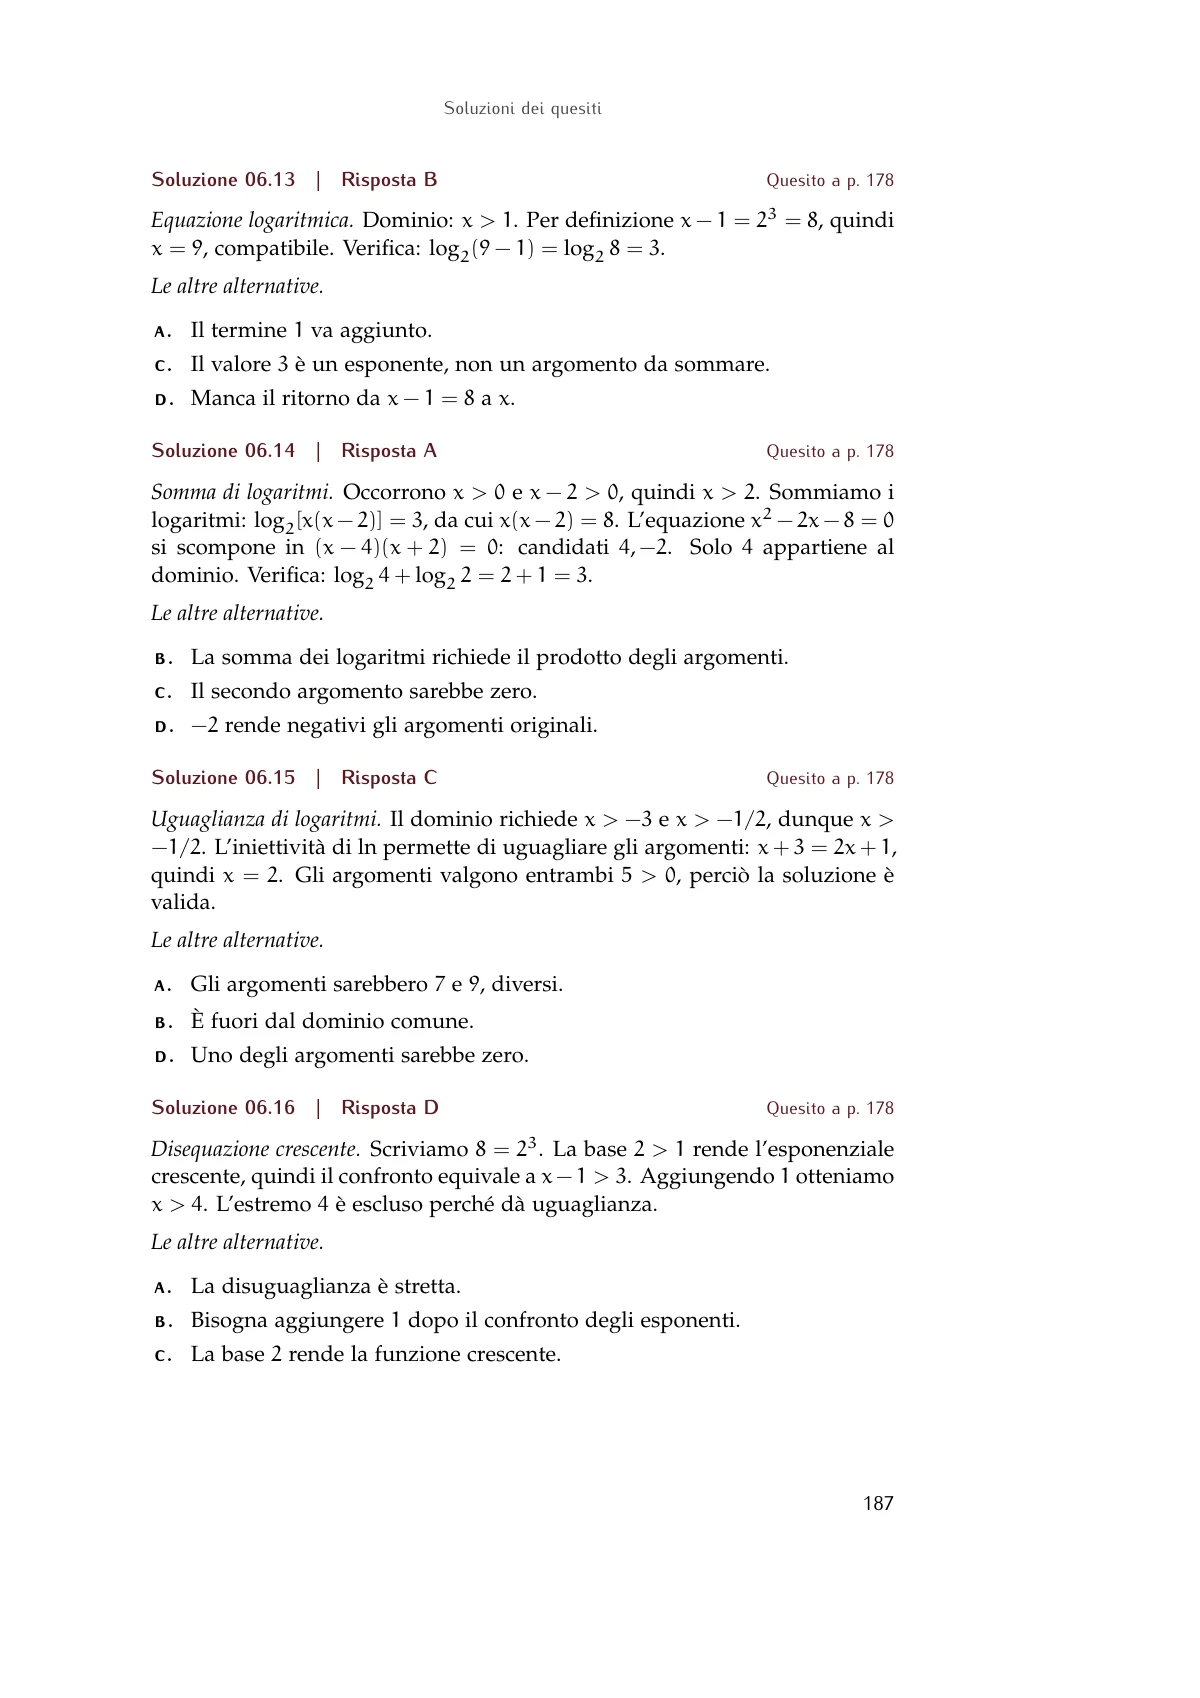 Soluzioni dei quesiti
Soluzione 06.13 | Risposta B Quesito a p. 178
Equazione logaritmica. Dominio: x > 1. Per definizione x − 1 = 2³ = 8, quindi
x = 9, compatibile. Verifica: log₂(9 − 1) = log₂ 8 = 3.
Le altre alternative.
A. Il termine 1 va aggiunto.
C. Il valore 3 è un esponente, non un argomento da sommare.
D. Manca il ritorno da x − 1 = 8 a x.
Soluzione 06.14 | Risposta A Quesito a p. 178
Somma di logaritmi. Occorrono x > 0 e x − 2 > 0, quindi x > 2. Sommiamo i
logaritmi: log₂[x(x − 2)] = 3, da cui x(x − 2) = 8. L'equazione x² − 2x − 8 = 0
si scompone in (x − 4)(x + 2) = 0: candidati 4, −2. Solo 4 appartiene al
dominio. Verifica: log₂ 4 + log₂ 2 = 2 + 1 = 3.
Le altre alternative.
B. La somma dei logaritmi richiede il prodotto degli argomenti.
C. Il secondo argomento sarebbe zero.
D. −2 rende negativi gli argomenti originali.
Soluzione 06.15 | Risposta C Quesito a p. 178
Uguaglianza di logaritmi. Il dominio richiede x > −3 e x > −1/2, dunque x >
−1/2. L'iniettività di ln permette di uguagliare gli argomenti: x + 3 = 2x + 1,
quindi x = 2. Gli argomenti valgono entrambi 5 > 0, perciò la soluzione è
valida.
Le altre alternative.
A. Gli argomenti sarebbero 7 e 9, diversi.
B. È fuori dal dominio comune.
D. Uno degli argomenti sarebbe zero.
Soluzione 06.16 | Risposta D Quesito a p. 178
Disequazione crescente. Scriviamo 8 = 2³. La base 2 > 1 rende l'esponenziale
crescente, quindi il confronto equivale a x − 1 > 3. Aggiungendo 1 otteniamo
x > 4. L'estremo 4 è escluso perché dà uguaglianza.
Le altre alternative.
A. La disuguaglianza è stretta.
B. Bisogna aggiungere 1 dopo il confronto degli esponenti.
C. La base 2 rende la funzione crescente.
187